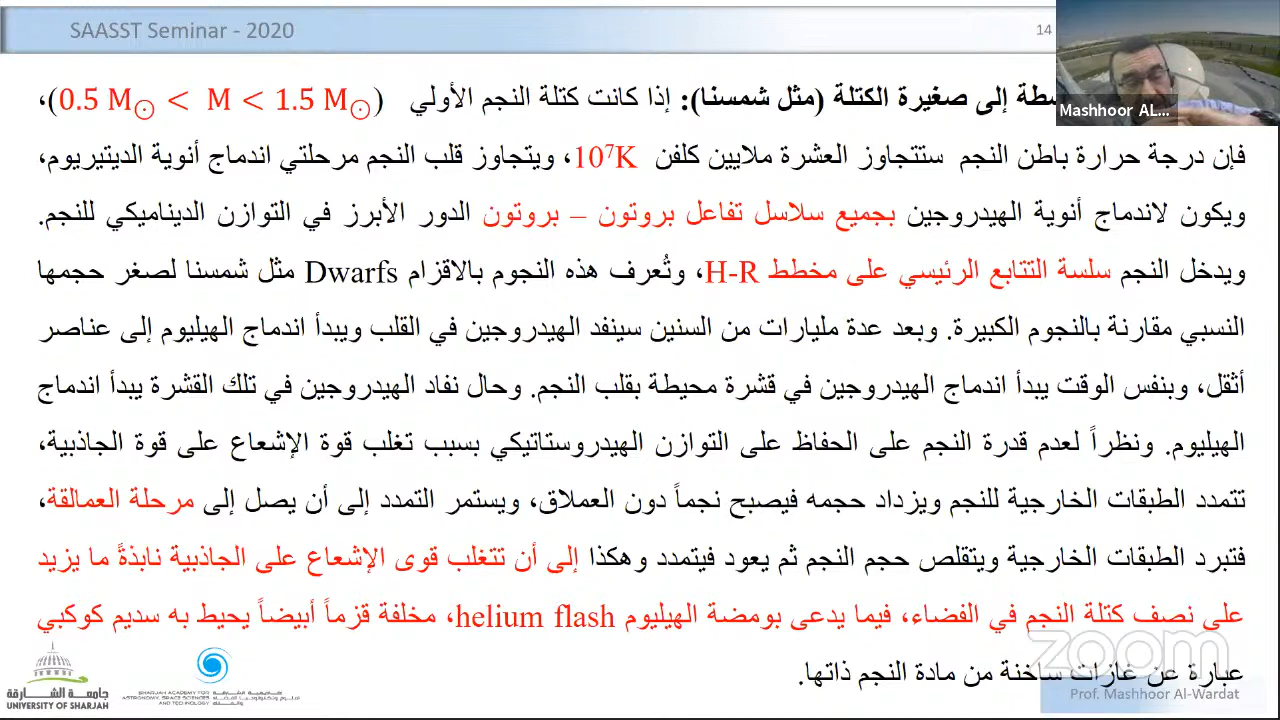 SAASST Seminar - 2020
14
Mashhoor AL...
إلى صغيرة الكتلة (مثل شمسنا): إذا كانت كتلة النجم الأولي (0.5 M☉ < M < 1.5 M☉)،
فإن درجة حرارة باطن النجم ستتجاوز العشرة ملايين كلفن 10⁷K، ويتجاوز قلب النجم مرحلتي اندماج أنوية الديتيريوم،
ويكون لاندماج أنوية الهيدروجين بجميع سلاسل تفاعل بروتون – بروتون الدور الأبرز في التوازن الديناميكي للنجم.
ويدخل النجم سلسة التتابع الرئيسي على مخطط H-R، وتُعرف هذه النجوم بالاقزام Dwarfs مثل شمسنا لصغر حجمها
النسبي مقارنة بالنجوم الكبيرة. وبعد عدة مليارات من السنين سينفد الهيدروجين في القلب ويبدأ اندماج الهيليوم إلى عناصر
أثقل، وبنفس الوقت يبدأ اندماج الهيدروجين في قشرة محيطة بقلب النجم. وحال نفاد الهيدروجين في تلك القشرة يبدأ اندماج
الهيليوم. ونظراً لعدم قدرة النجم على الحفاظ على التوازن الهيدروستاتيكي بسبب تغلب قوة الإشعاع على قوة الجاذبية،
تتمدد الطبقات الخارجية للنجم ويزداد حجمه فيصبح نجماً دون العملاق، ويستمر التمدد إلى أن يصل إلى مرحلة العمالقة،
فتبرد الطبقات الخارجية ويتقلص حجم النجم ثم يعود فيتمدد وهكذا إلى أن تتغلب قوى الإشعاع على الجاذبية نابذةً ما يزيد
على نصف كتلة النجم في الفضاء، فيما يدعى بومضة الهيليوم helium flash، مخلفة قزماً أبيضاً يحيط به سديم كوكبي
عبارة عن غازات ساخنة من مادة النجم ذاتها.
zoom
Prof. Mashhoor Al-Wardat
جامعة الشارقة
UNIVERSITY OF SHARJAH
SHARJAH ACADEMY FOR
ASTRONOMY, SPACE SCIENCES
AND TECHNOLOGY